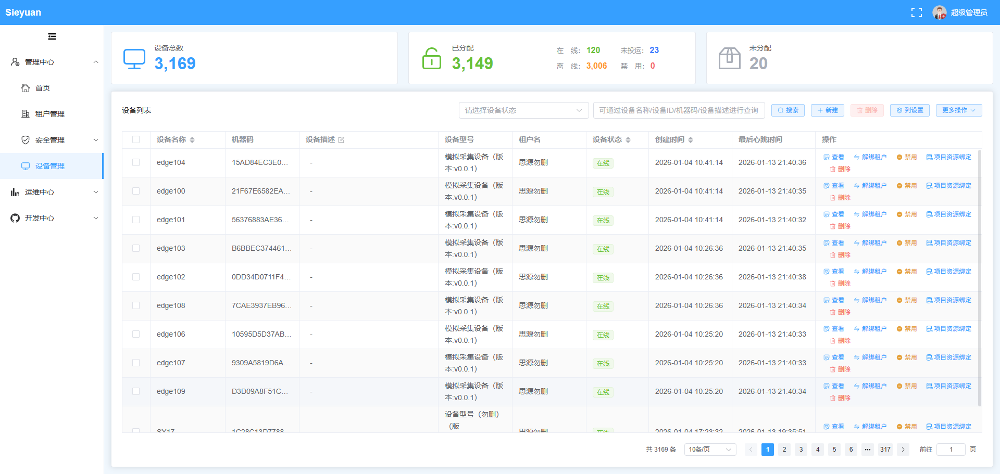 Sieyuan
超级管理员
管理中心
首页
租户管理
安全管理
设备管理
运维中心
开发中心
设备总数
3,169
已分配
3,149
在 线: 120 未投运: 23
离 线: 3,006 禁 用: 0
未分配
20
设备列表 请选择设备状态 可通过设备名称/设备ID/机器码/设备描述进行查询 搜索 新建 删除 列设置 更多操作
设备名称 机器码 设备描述 设备型号 租户名 设备状态 创建时间 最后心跳时间 操作
edge104 15AD84EC3E0... - 模拟采集设备（版本:v0.0.1） 思源勿删 在线 2026-01-04 10:41:14 2026-01-13 21:40:36 查看 解绑租户 禁用 项目资源绑定 删除
edge100 21F67E6582EA... - 模拟采集设备（版本:v0.0.1） 思源勿删 在线 2026-01-04 10:41:14 2026-01-13 21:40:35 查看 解绑租户 禁用 项目资源绑定 删除
edge101 56376883AE36... - 模拟采集设备（版本:v0.0.1） 思源勿删 在线 2026-01-04 10:41:14 2026-01-13 21:40:32 查看 解绑租户 禁用 项目资源绑定 删除
edge103 B6BBEC374461... - 模拟采集设备（版本:v0.0.1） 思源勿删 在线 2026-01-04 10:26:36 2026-01-13 21:40:35 查看 解绑租户 禁用 项目资源绑定 删除
edge102 0DD34D0711F4... - 模拟采集设备（版本:v0.0.1） 思源勿删 在线 2026-01-04 10:26:36 2026-01-13 21:40:38 查看 解绑租户 禁用 项目资源绑定 删除
edge108 7CAE3937EB96... - 模拟采集设备（版本:v0.0.1） 思源勿删 在线 2026-01-04 10:26:36 2026-01-13 21:40:34 查看 解绑租户 禁用 项目资源绑定 删除
edge106 10595D5D37AB... - 模拟采集设备（版本:v0.0.1） 思源勿删 在线 2026-01-04 10:25:20 2026-01-13 21:40:33 查看 解绑租户 禁用 项目资源绑定 删除
edge107 9309A5819D6A... - 模拟采集设备（版本:v0.0.1） 思源勿删 在线 2026-01-04 10:25:20 2026-01-13 21:40:33 查看 解绑租户 禁用 项目资源绑定 删除
edge109 D3D09A8F51C... - 模拟采集设备（版本:v0.0.1） 思源勿删 在线 2026-01-04 10:25:20 2026-01-13 21:40:34 查看 解绑租户 禁用 项目资源绑定 删除
SY17 1C28C13D7788 设备型号（勿删）（版 思源勿删 在线 2026-01-04 17:23:32 2026-01-13 19:35:51 查看 解绑租户 禁用 项目资源绑定
共 3169 条 10条/页 1 2 3 4 5 6 ... 317 前往 1 页